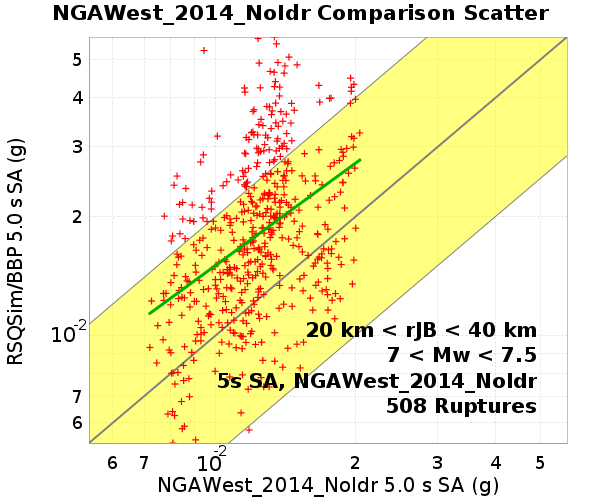 NGAWest_2014_NoIdr Comparison Scatter
RSQSim/BBP 5.0 s SA (g)
5
4
3
2
10^-2
7
6
20 km < rJB < 40 km
7 < Mw < 7.5
5s SA, NGAWest_2014_NoIdr
508 Ruptures
6 7 10^-2 2 3 4 5
NGAWest_2014_NoIdr 5.0 s SA (g)